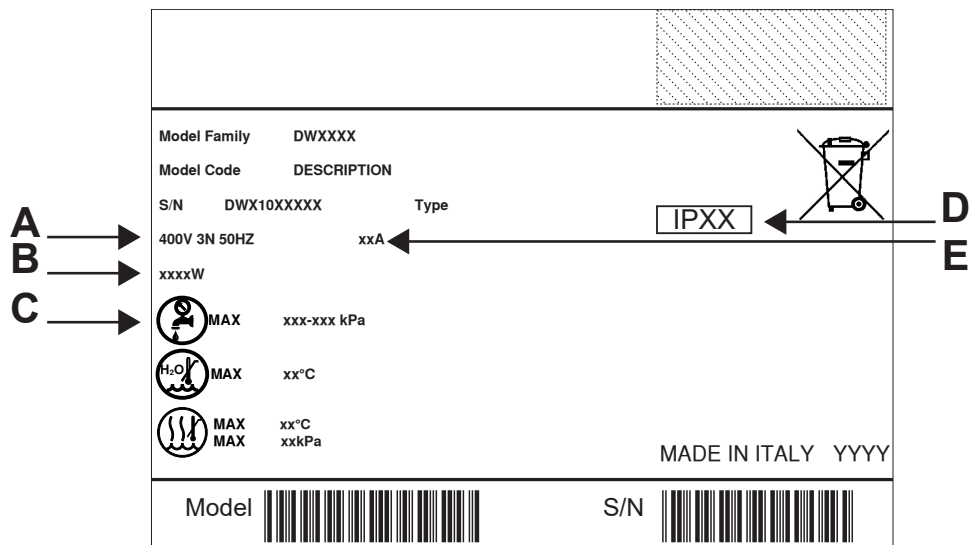 Model Family DWXXXX
Model Code DESCRIPTION
S/N DWX10XXXXX Type
IPXX D
A 400V 3N 50HZ xxA E
B xxxxW
C MAX xxx-xxx kPa
H₂O MAX xx°C
MAX xx°C
MAX xxkPa
MADE IN ITALY YYYY
Model S/N